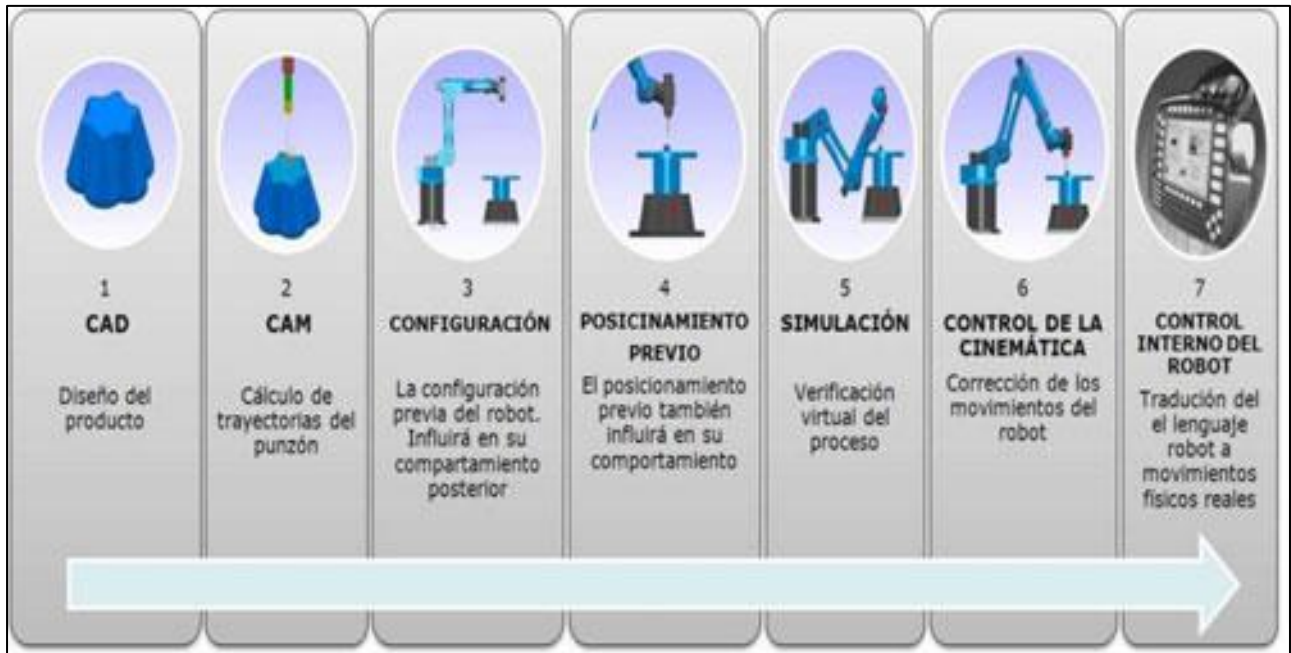 1
CAD
Diseño del
producto
2
CAM
Cálculo de
trayectorias del
punzón
3
CONFIGURACIÓN
La configuración
previa del robot.
Influirá en su
compartamiento
posterior
4
POSICINAMIENTO
PREVIO
El posicionamiento
previo también
influirá en su
comportamiento
5
SIMULACIÓN
Verificación
virtual del
proceso
6
CONTROL DE LA
CINEMÁTICA
Corrección de los
movimientos del
robot
7
CONTROL
INTERNO DEL
ROBOT
Tradución del
el lenguaje
robot a
movimientos
físicos reales